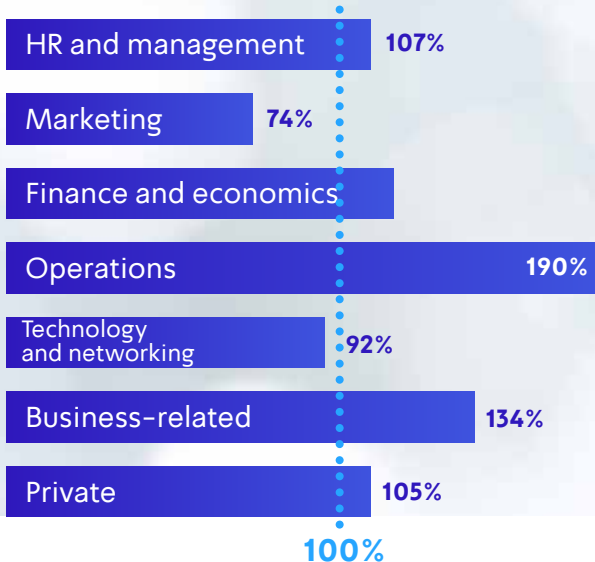 HR and management 107%
Marketing 74%
Finance and economics
Operations 190%
Technology
and networking 92%
Business-related 134%
Private 105%
100%